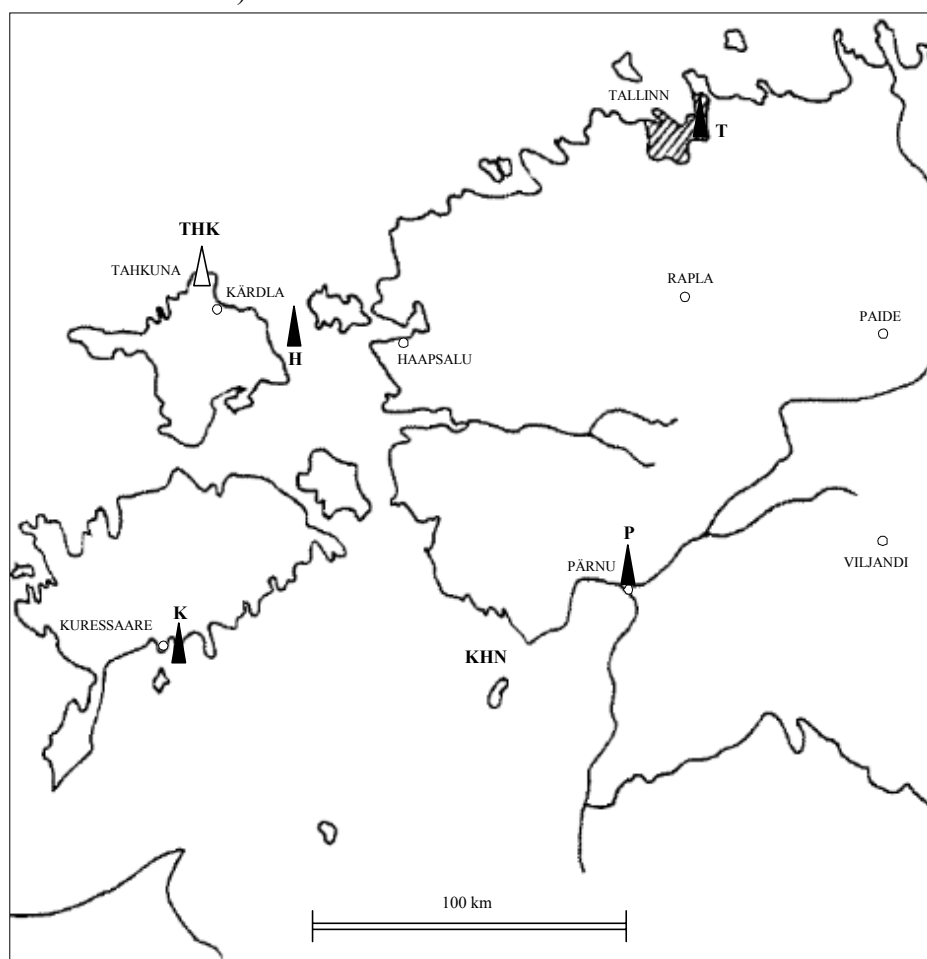 TALLINN
T
THK
TAHKUNA
KÄRDLA
RAPLA
PAIDE
H
HAAPSALU
P
PÄRNU
VILJANDI
K
KURESSAARE
KHN
100 km